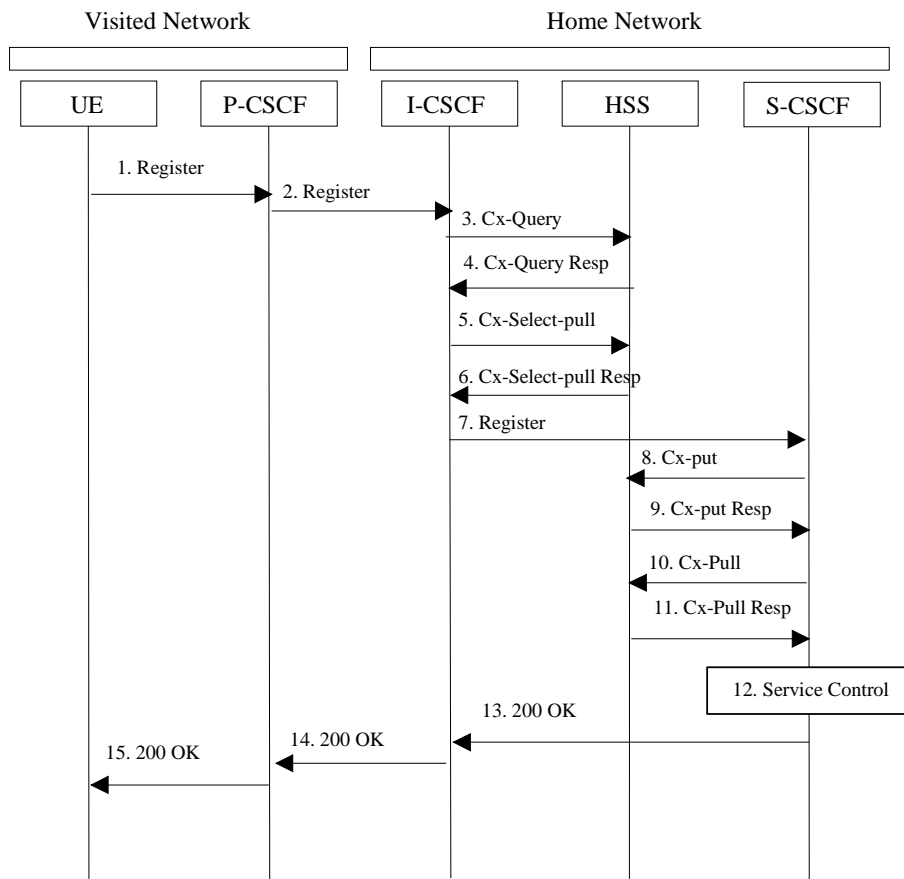 Visited Network
Home Network
UE
P-CSCF
I-CSCF
HSS
S-CSCF
1. Register
2. Register
3. Cx-Query
4. Cx-Query Resp
5. Cx-Select-pull
6. Cx-Select-pull Resp
7. Register
8. Cx-put
9. Cx-put Resp
10. Cx-Pull
11. Cx-Pull Resp
12. Service Control
13. 200 OK
14. 200 OK
15. 200 OK